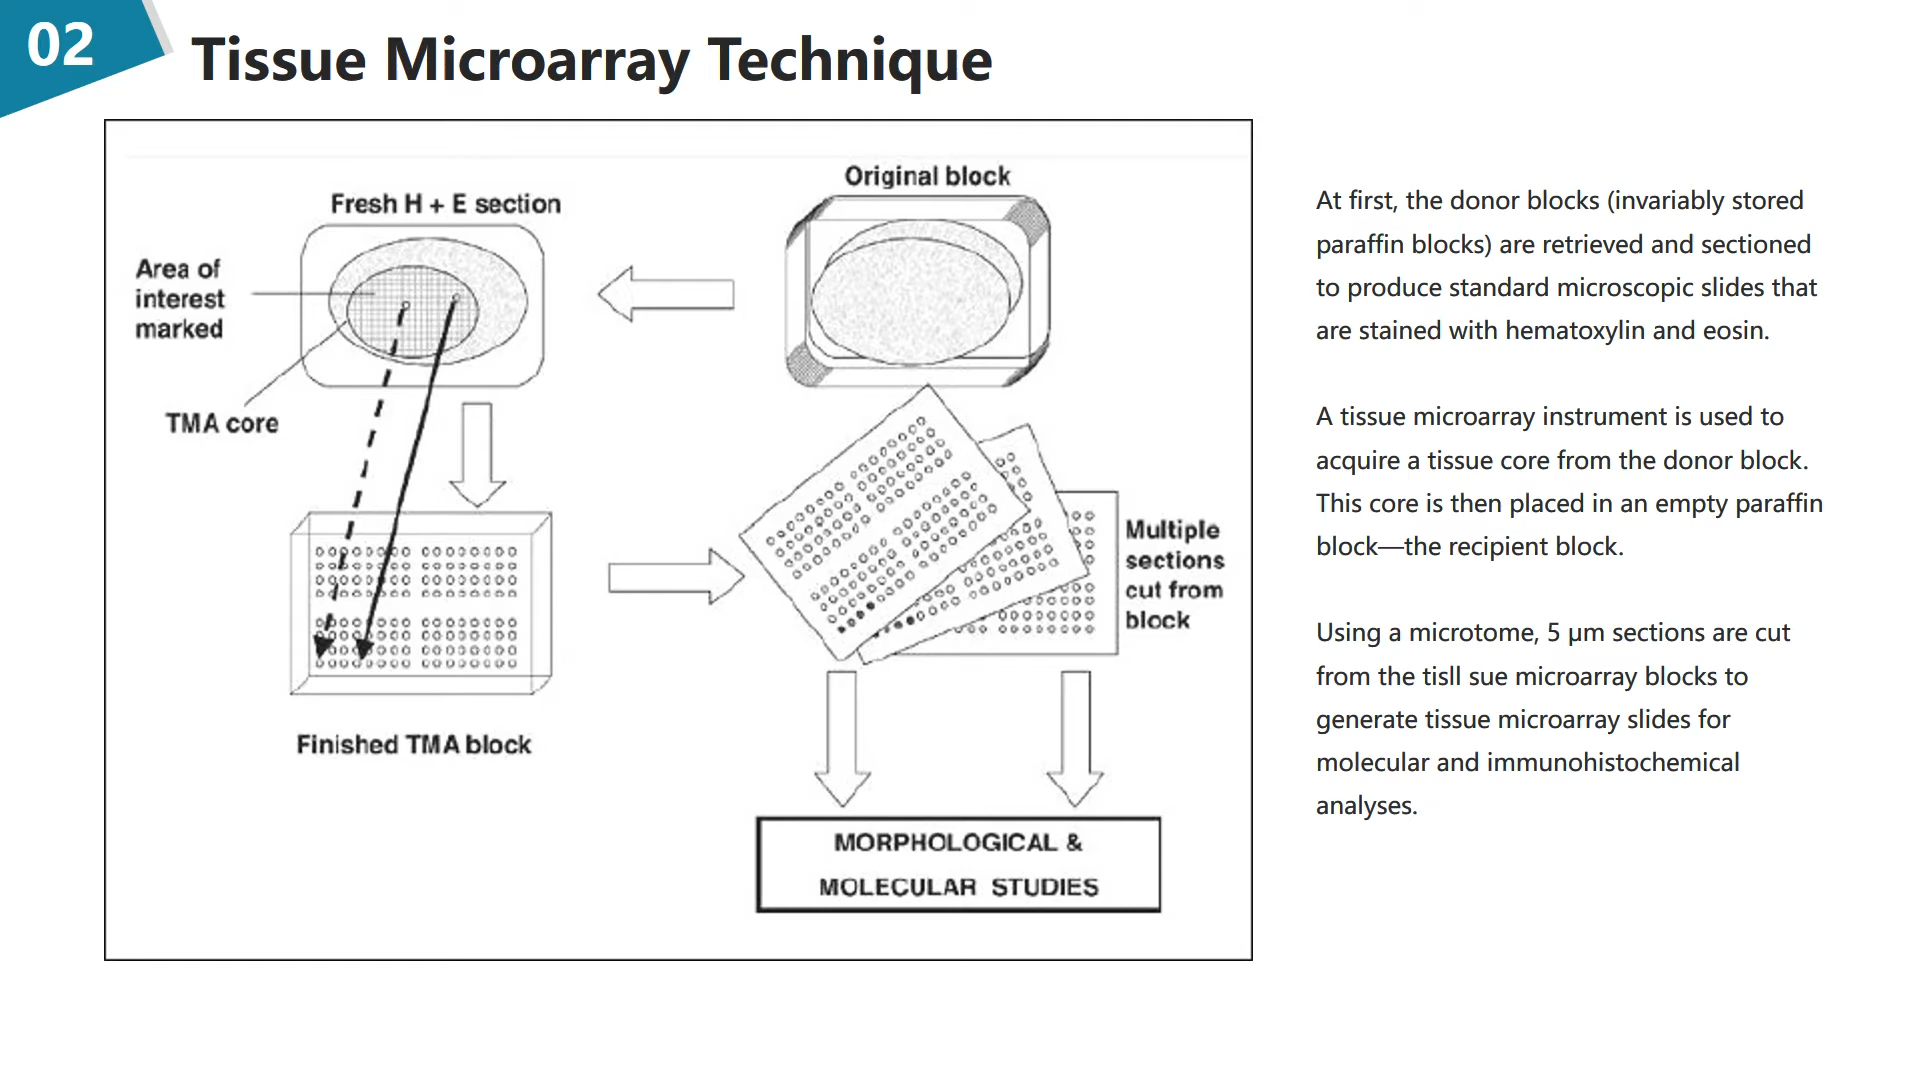 02
Tissue Microarray Technique
Original block
Fresh H + E section
Area of
interest
marked
TMA core
Multiple
sections
cut from
block
Finished TMA block
MORPHOLOGICAL &
MOLECULAR STUDIES
At first, the donor blocks (invariably stored
paraffin blocks) are retrieved and sectioned
to produce standard microscopic slides that
are stained with hematoxylin and eosin.
A tissue microarray instrument is used to
acquire a tissue core from the donor block.
This core is then placed in an empty paraffin
block—the recipient block.
Using a microtome, 5 μm sections are cut
from the tisll sue microarray blocks to
generate tissue microarray slides for
molecular and immunohistochemical
analyses.